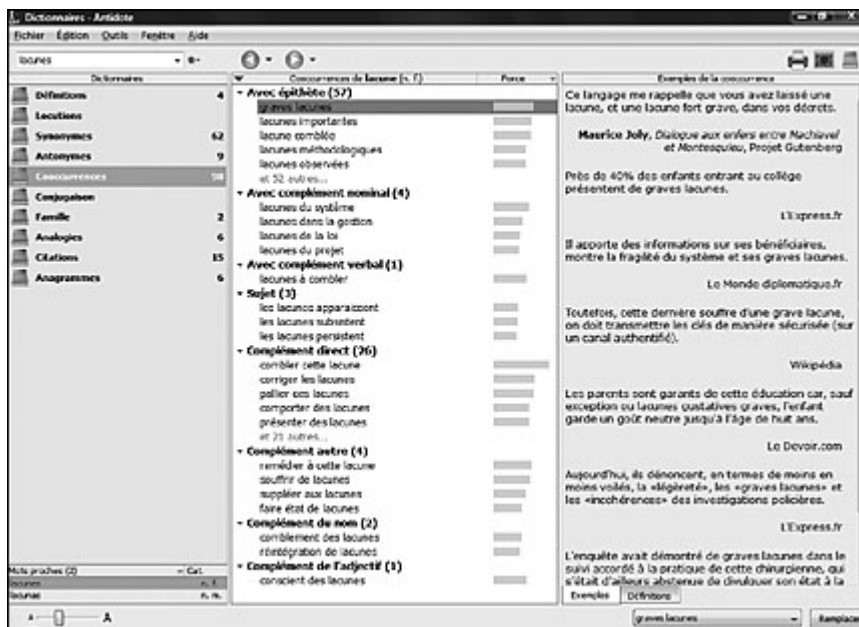 Dictionnaires - Antidote
Fichier Édition Outils Fenêtre Aide
lacunes
Dictionnaires
Définitions 4
Locutions
Synonymes 62
Antonymes 9
Cooccurrences 98
Conjugaison
Famille 2
Analogies 6
Citations 15
Anagrammes 6
Mots proches (2) Cat.
lacunes n. f.
lacunas n. m.
A A
Cooccurrences de lacune (n. f.) Force
Avec épithète (57)
graves lacunes
lacunes importantes
lacune comblée
lacunes méthodologiques
lacunes observées
et 52 autres...
Avec complément nominal (4)
lacunes du système
lacunes dans la gestion
lacunes de la loi
lacunes du projet
Avec complément verbal (1)
lacunes à combler
Sujet (3)
les lacunes apparaissent
les lacunes subsistent
les lacunes persistent
Complément direct (26)
combler cette lacune
corriger les lacunes
pallier ces lacunes
comporter des lacunes
présenter des lacunes
et 21 autres...
Complément autre (4)
remédier à cette lacune
souffrir de lacunes
suppléer aux lacunes
faire état de lacunes
Complément du nom (2)
comblement des lacunes
réintégration de lacunes
Complément de l'adjectif (1)
conscient des lacunes
Exemples de la cooccurrence
Ce langage me rappelle que vous avez laissé une
lacune, et une lacune fort grave, dans vos décrets.
Maurice Joly, Dialogue aux enfers entre Machiavel
et Montesquieu, Projet Gutenberg
Près de 40% des enfants entrant au collège
présentent de graves lacunes.
L'Express.fr
Il apporte des informations sur ses bénéficiaires,
montre la fragilité du système et ses graves lacunes.
Le Monde diplomatique.fr
Toutefois, cette dernière souffre d'une grave lacune,
on doit transmettre les clés de manière sécurisée (sur
un canal authentifié).
Wikipédia
Les parents sont garants de cette éducation car, sauf
exception ou lacunes gustatives graves, l'enfant
garde un goût neutre jusqu'à l'âge de huit ans.
Le Devoir.com
Aujourd'hui, ils dénoncent, en termes de moins en
moins voilés, la «légèreté», les «graves lacunes» et
les «incohérences» des investigations policières.
L'Express.fr
L'enquête avait démontré de graves lacunes dans le
suivi accordé à la pratique de cette chirurgienne, qui
s'était d'ailleurs abstenue de divulguer son état à la
Exemples Définitions
graves lacunes Remplacer